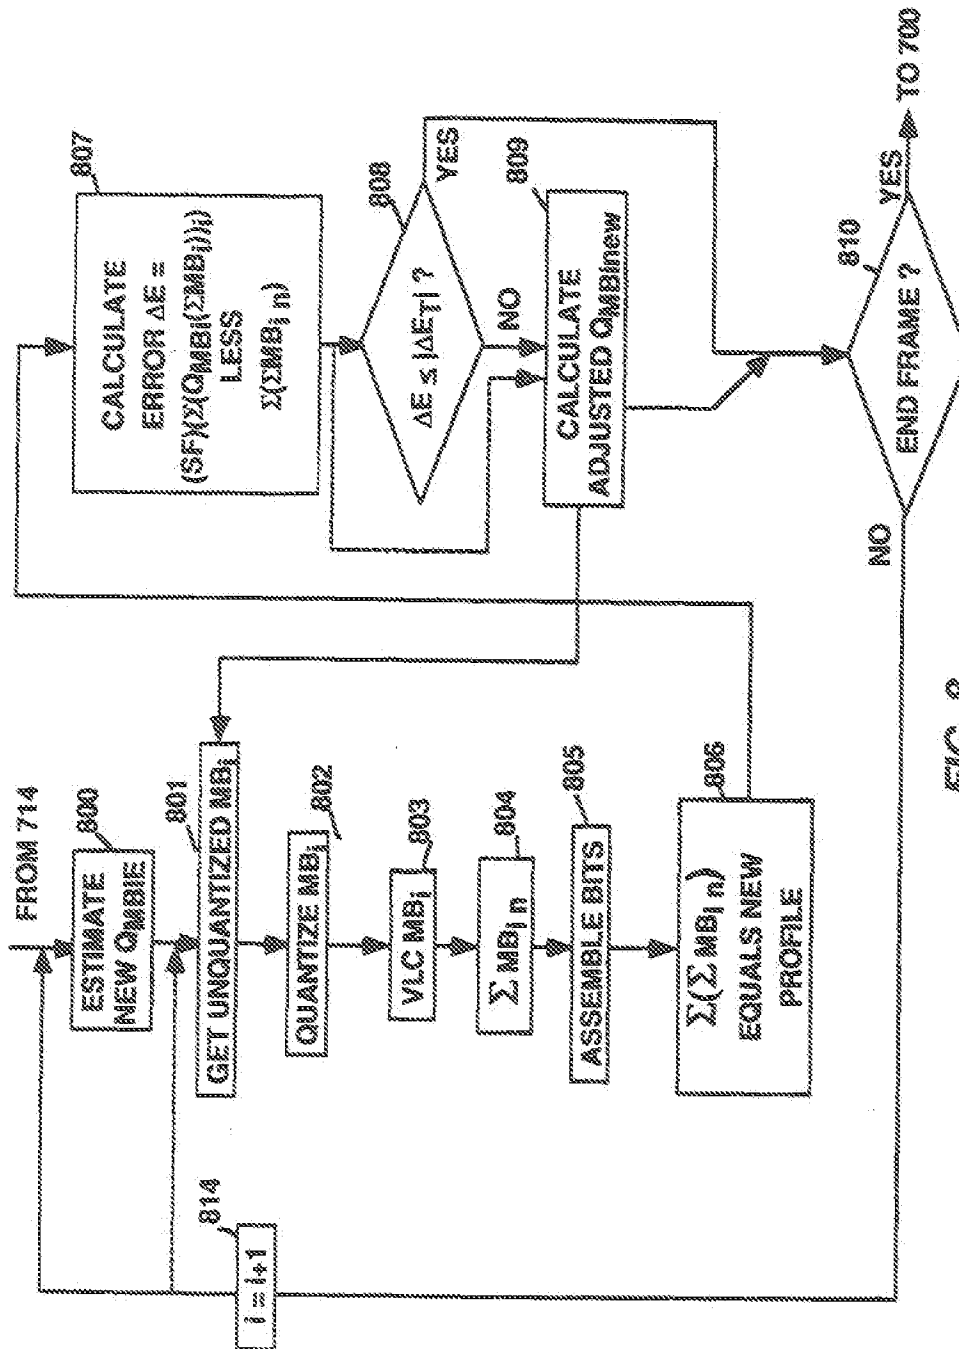 FROM 714
800
ESTIMATE
NEW QMBIE
801
GET UNQUANTIZED MBi
802
QUANTIZE MBi
803
VLC MBi
804
Σ MBi n
805
ASSEMBLE BITS
806
Σ(Σ MBi n)
EQUALS NEW
PROFILE
807
CALCULATE
ERROR ΔE =
(SF)(Σ(QMBi(ΣMBi))i)
LESS
Σ(ΣMBi n)
808
ΔE ≤ |ΔET| ?
YES
NO
809
CALCULATE
ADJUSTED QMBinew
810
END FRAME ?
YES
TO 700
NO
814
i = i+1
FIG. 8